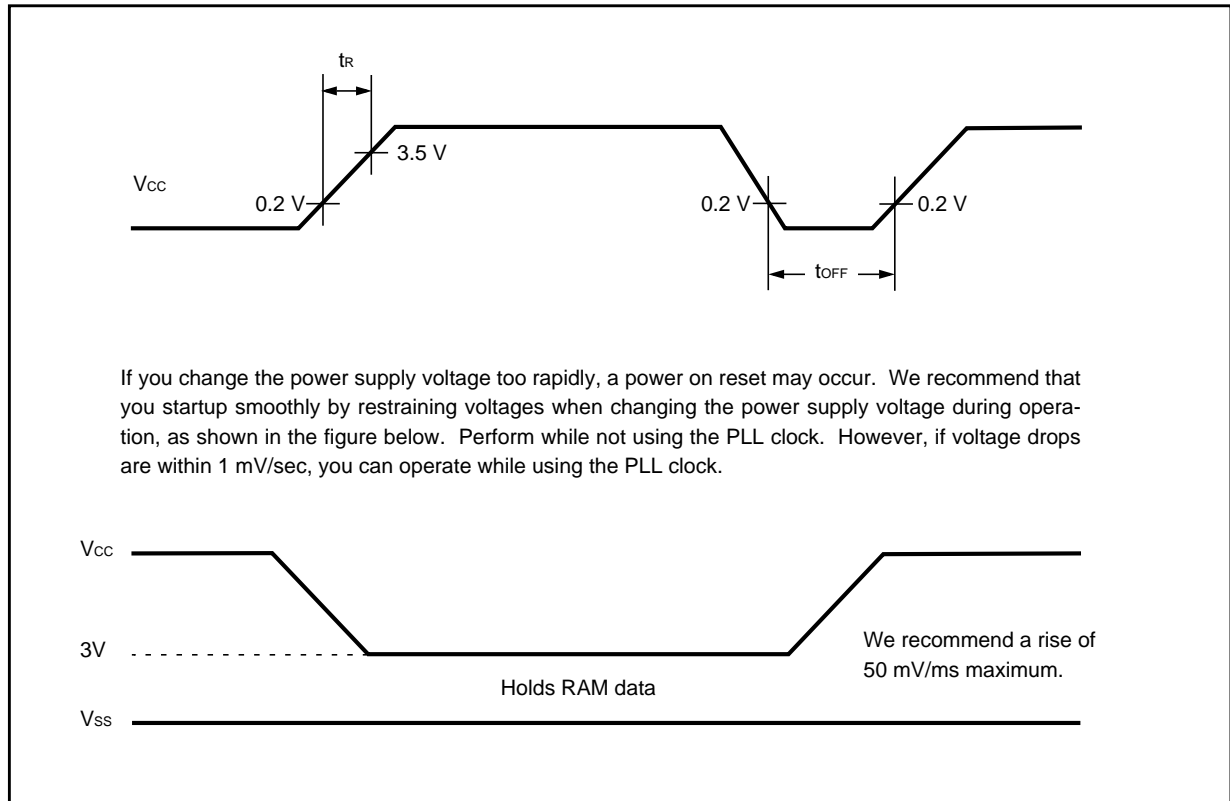 tR
3.5 V
VCC
0.2 V
0.2 V
0.2 V
tOFF
If you change the power supply voltage too rapidly, a power on reset may occur. We recommend that
you startup smoothly by restraining voltages when changing the power supply voltage during opera-
tion, as shown in the figure below. Perform while not using the PLL clock. However, if voltage drops
are within 1 mV/sec, you can operate while using the PLL clock.
VCC
3V
We recommend a rise of
50 mV/ms maximum.
Holds RAM data
VSS